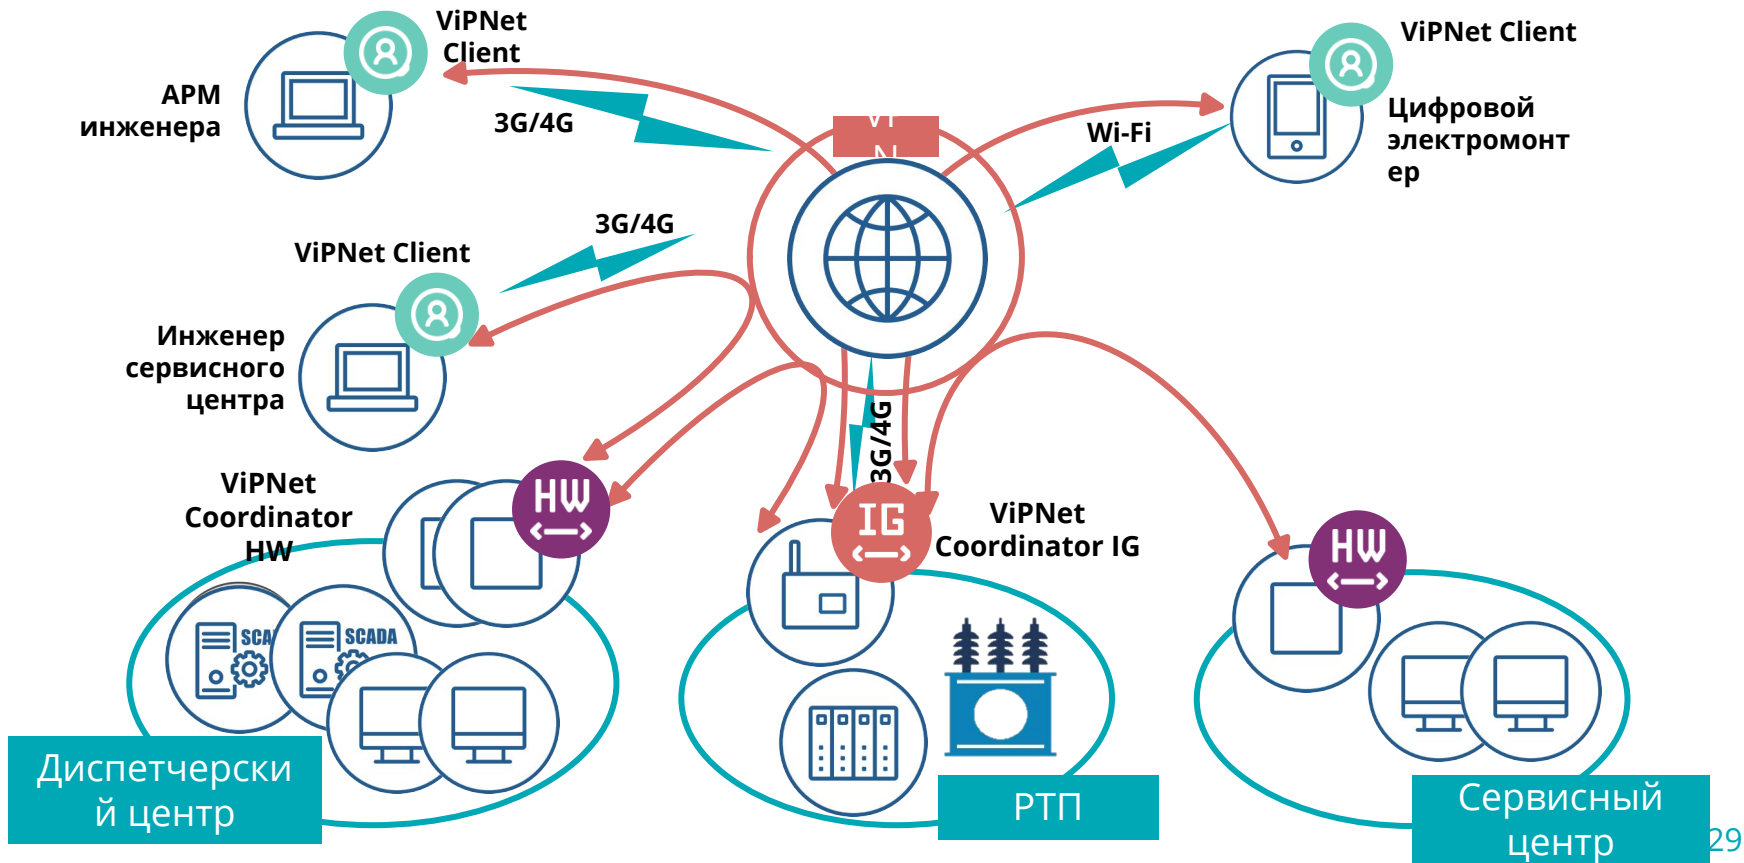 ViPNet
Client
АРМ
инженера
3G/4G
ViPNet Client
Wi-Fi
Цифровой
электромонт
ер
3G/4G
ViPNet Client
Инженер
сервисного
центра
3G/4G
ViPNet
Coordinator
HW
HW
IG
ViPNet
Coordinator IG
HW
SCA
SCADA
Диспетчерски
й центр
РТП
Сервисный
центр
29